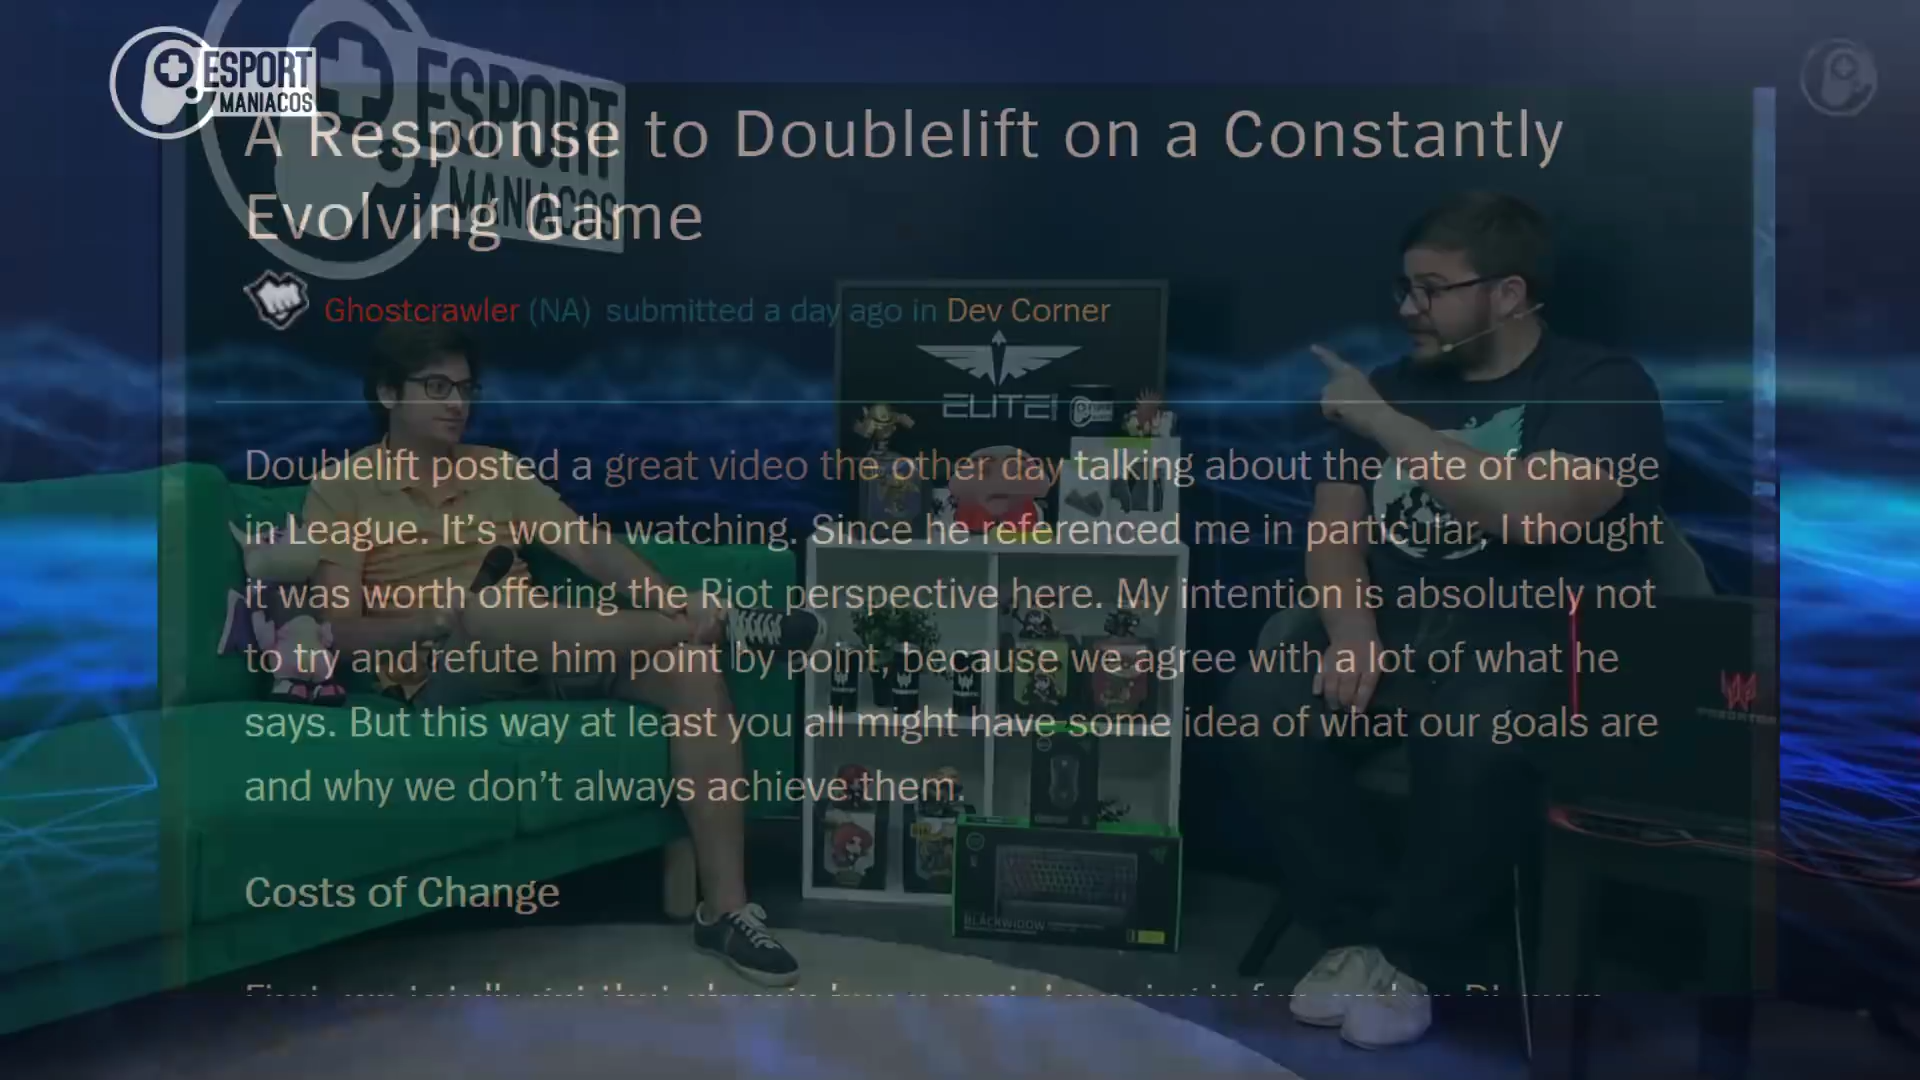 ESPORT
MANIACOS
ESPORT
MANIACOS
A Response to Doublelift on a Constantly
Evolving Game
Ghostcrawler (NA) submitted a day ago in Dev Corner
ELITE
Doublelift posted a great video the other day talking about the rate of change
in League. It’s worth watching. Since he referenced me in particular, I thought
it was worth offering the Riot perspective here. My intention is absolutely not
to try and refute him point by point, because we agree with a lot of what he
says. But this way at least you all might have some idea of what our goals are
and why we don’t always achieve them.
Costs of Change
BLACKWIDOW